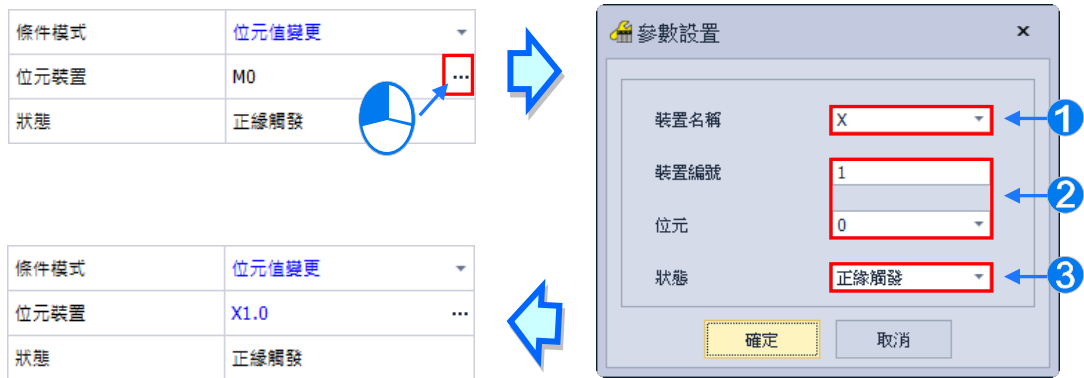 條件模式 位元值變更
位元裝置 M0 ...
狀態 正緣觸發
參數設置 x
裝置名稱 X 1
裝置編號 1
2
位元 0
狀態 正緣觸發 3
確定 取消
條件模式 位元值變更
位元裝置 X1.0 ...
狀態 正緣觸發